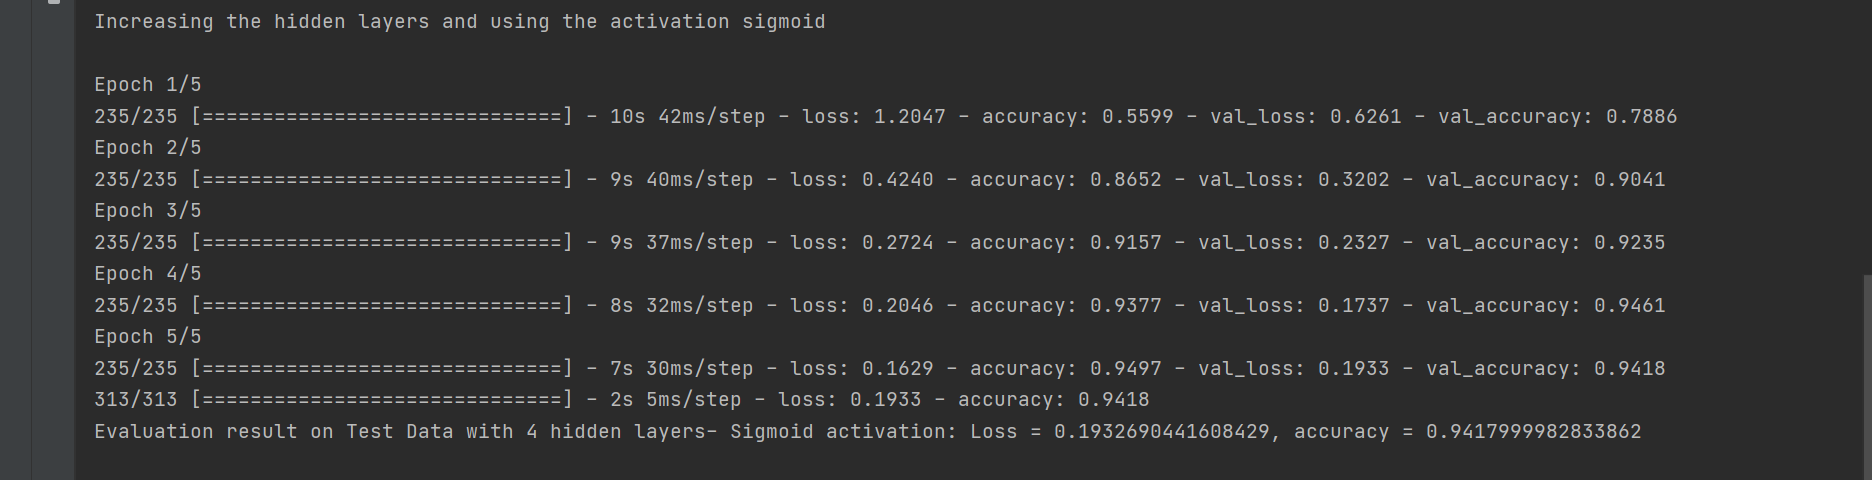 Increasing the hidden layers and using the activation sigmoid
Epoch 1/5
235/235 [==============================] - 10s 42ms/step - loss: 1.2047 - accuracy: 0.5599 - val_loss: 0.6261 - val_accuracy: 0.7886
Epoch 2/5
235/235 [==============================] - 9s 40ms/step - loss: 0.4240 - accuracy: 0.8652 - val_loss: 0.3202 - val_accuracy: 0.9041
Epoch 3/5
235/235 [==============================] - 9s 37ms/step - loss: 0.2724 - accuracy: 0.9157 - val_loss: 0.2327 - val_accuracy: 0.9235
Epoch 4/5
235/235 [==============================] - 8s 32ms/step - loss: 0.2046 - accuracy: 0.9377 - val_loss: 0.1737 - val_accuracy: 0.9461
Epoch 5/5
235/235 [==============================] - 7s 30ms/step - loss: 0.1629 - accuracy: 0.9497 - val_loss: 0.1933 - val_accuracy: 0.9418
313/313 [==============================] - 2s 5ms/step - loss: 0.1933 - accuracy: 0.9418
Evaluation result on Test Data with 4 hidden layers- Sigmoid activation: Loss = 0.1932690441608429, accuracy = 0.9417999982833862